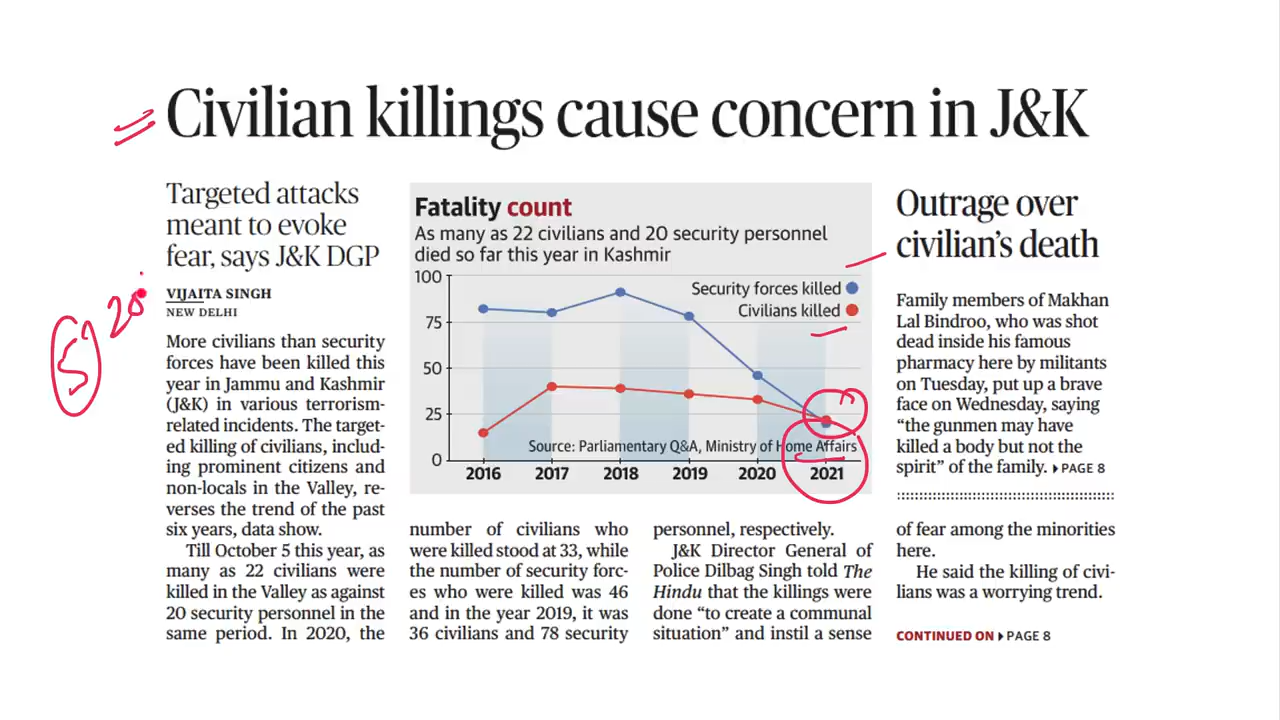 Civilian killings cause concern in J&K
Targeted attacks
meant to evoke
fear, says J&K DGP
VIJAITA SINGH
NEW DELHI
More civilians than security
forces have been killed this
year in Jammu and Kashmir
(J&K) in various terrorism-
related incidents. The target-
ed killing of civilians, includ-
ing prominent citizens and
non-locals in the Valley, re-
verses the trend of the past
six years, data show.
Till October 5 this year, as
many as 22 civilians were
killed in the Valley as against
20 security personnel in the
same period. In 2020, the
Fatality count
As many as 22 civilians and 20 security personnel
died so far this year in Kashmir
100
75
50
25
0
Security forces killed
Civilians killed
Source: Parliamentary Q&A, Ministry of Home Affairs
2016 2017 2018 2019 2020 2021
number of civilians who
were killed stood at 33, while
the number of security forc-
es who were killed was 46
and in the year 2019, it was
36 civilians and 78 security
personnel, respectively.
J&K Director General of
Police Dilbag Singh told The
Hindu that the killings were
done “to create a communal
situation” and instil a sense
Outrage over
civilian’s death
Family members of Makhan
Lal Bindroo, who was shot
dead inside his famous
pharmacy here by militants
on Tuesday, put up a brave
face on Wednesday, saying
“the gunmen may have
killed a body but not the
spirit” of the family. PAGE 8
of fear among the minorities
here.
He said the killing of civi-
lians was a worrying trend.
CONTINUED ON PAGE 8